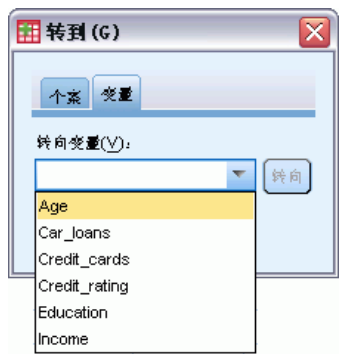 转到(G)
个案 变量
转向变量(V):
转向
Age
Car_loans
Credit_cards
Credit_rating
Education
Income